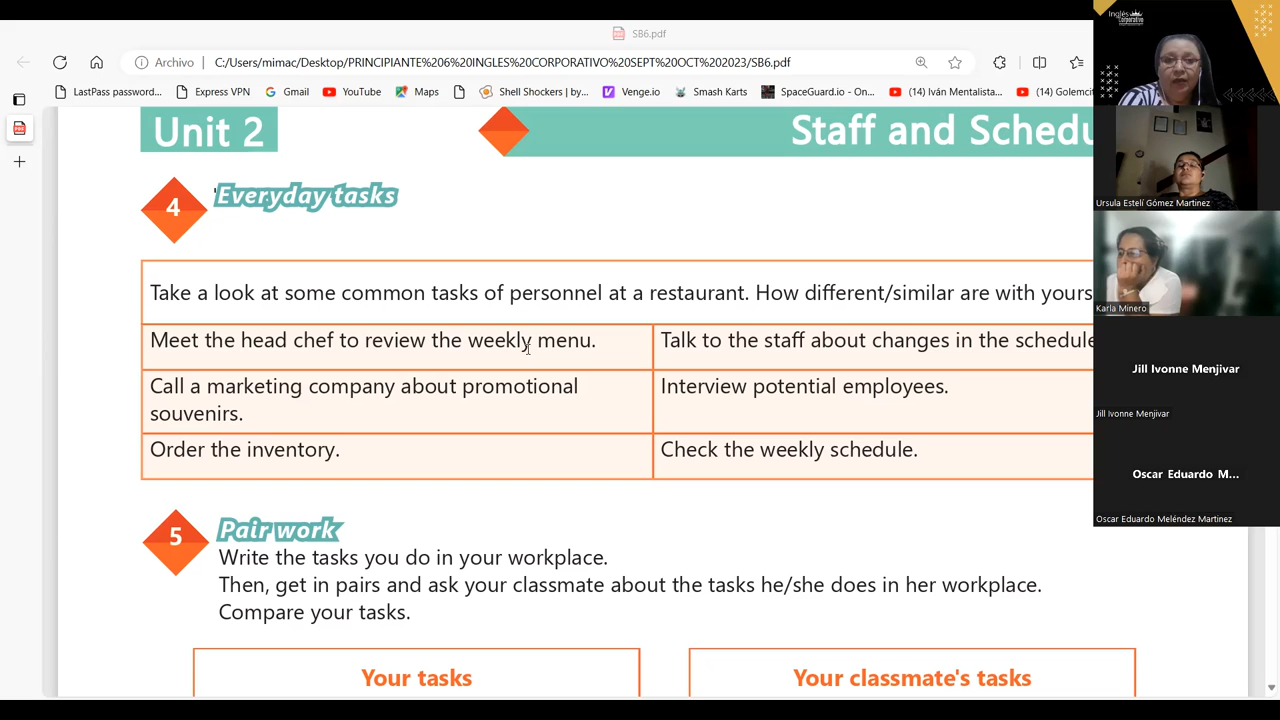 SB6.pdf
Archivo
C:/Users/mimac/Desktop/PRINCIPIANTE%206%20INGLES%20CORPORATIVO%20SEPT%20OCT%202023/SB6.pdf
LastPass password...
Express VPN
Gmail
YouTube
Maps
Shell Shockers | by...
Venge.io
Smash Karts
SpaceGuard.io - On...
(14) Iván Mentalista...
(14) Golemcit
Unit 2
Staff and Schedu
4
Everyday tasks
Take a look at some common tasks of personnel at a restaurant. How different/similar are with yours
Meet the head chef to review the weekly menu.
Talk to the staff about changes in the schedule
Call a marketing company about promotional
souvenirs.
Interview potential employees.
Order the inventory.
Check the weekly schedule.
5
Pair work
Write the tasks you do in your workplace.
Then, get in pairs and ask your classmate about the tasks he/she does in her workplace.
Compare your tasks.
Your tasks
Your classmate's tasks
Inglés
Corporativo
Ursula Estelí Gómez Martinez
Karla Minero
Jill Ivonne Menjivar
Jill Ivonne Menjivar
Oscar Eduardo M...
Oscar Eduardo Meléndez Martinez